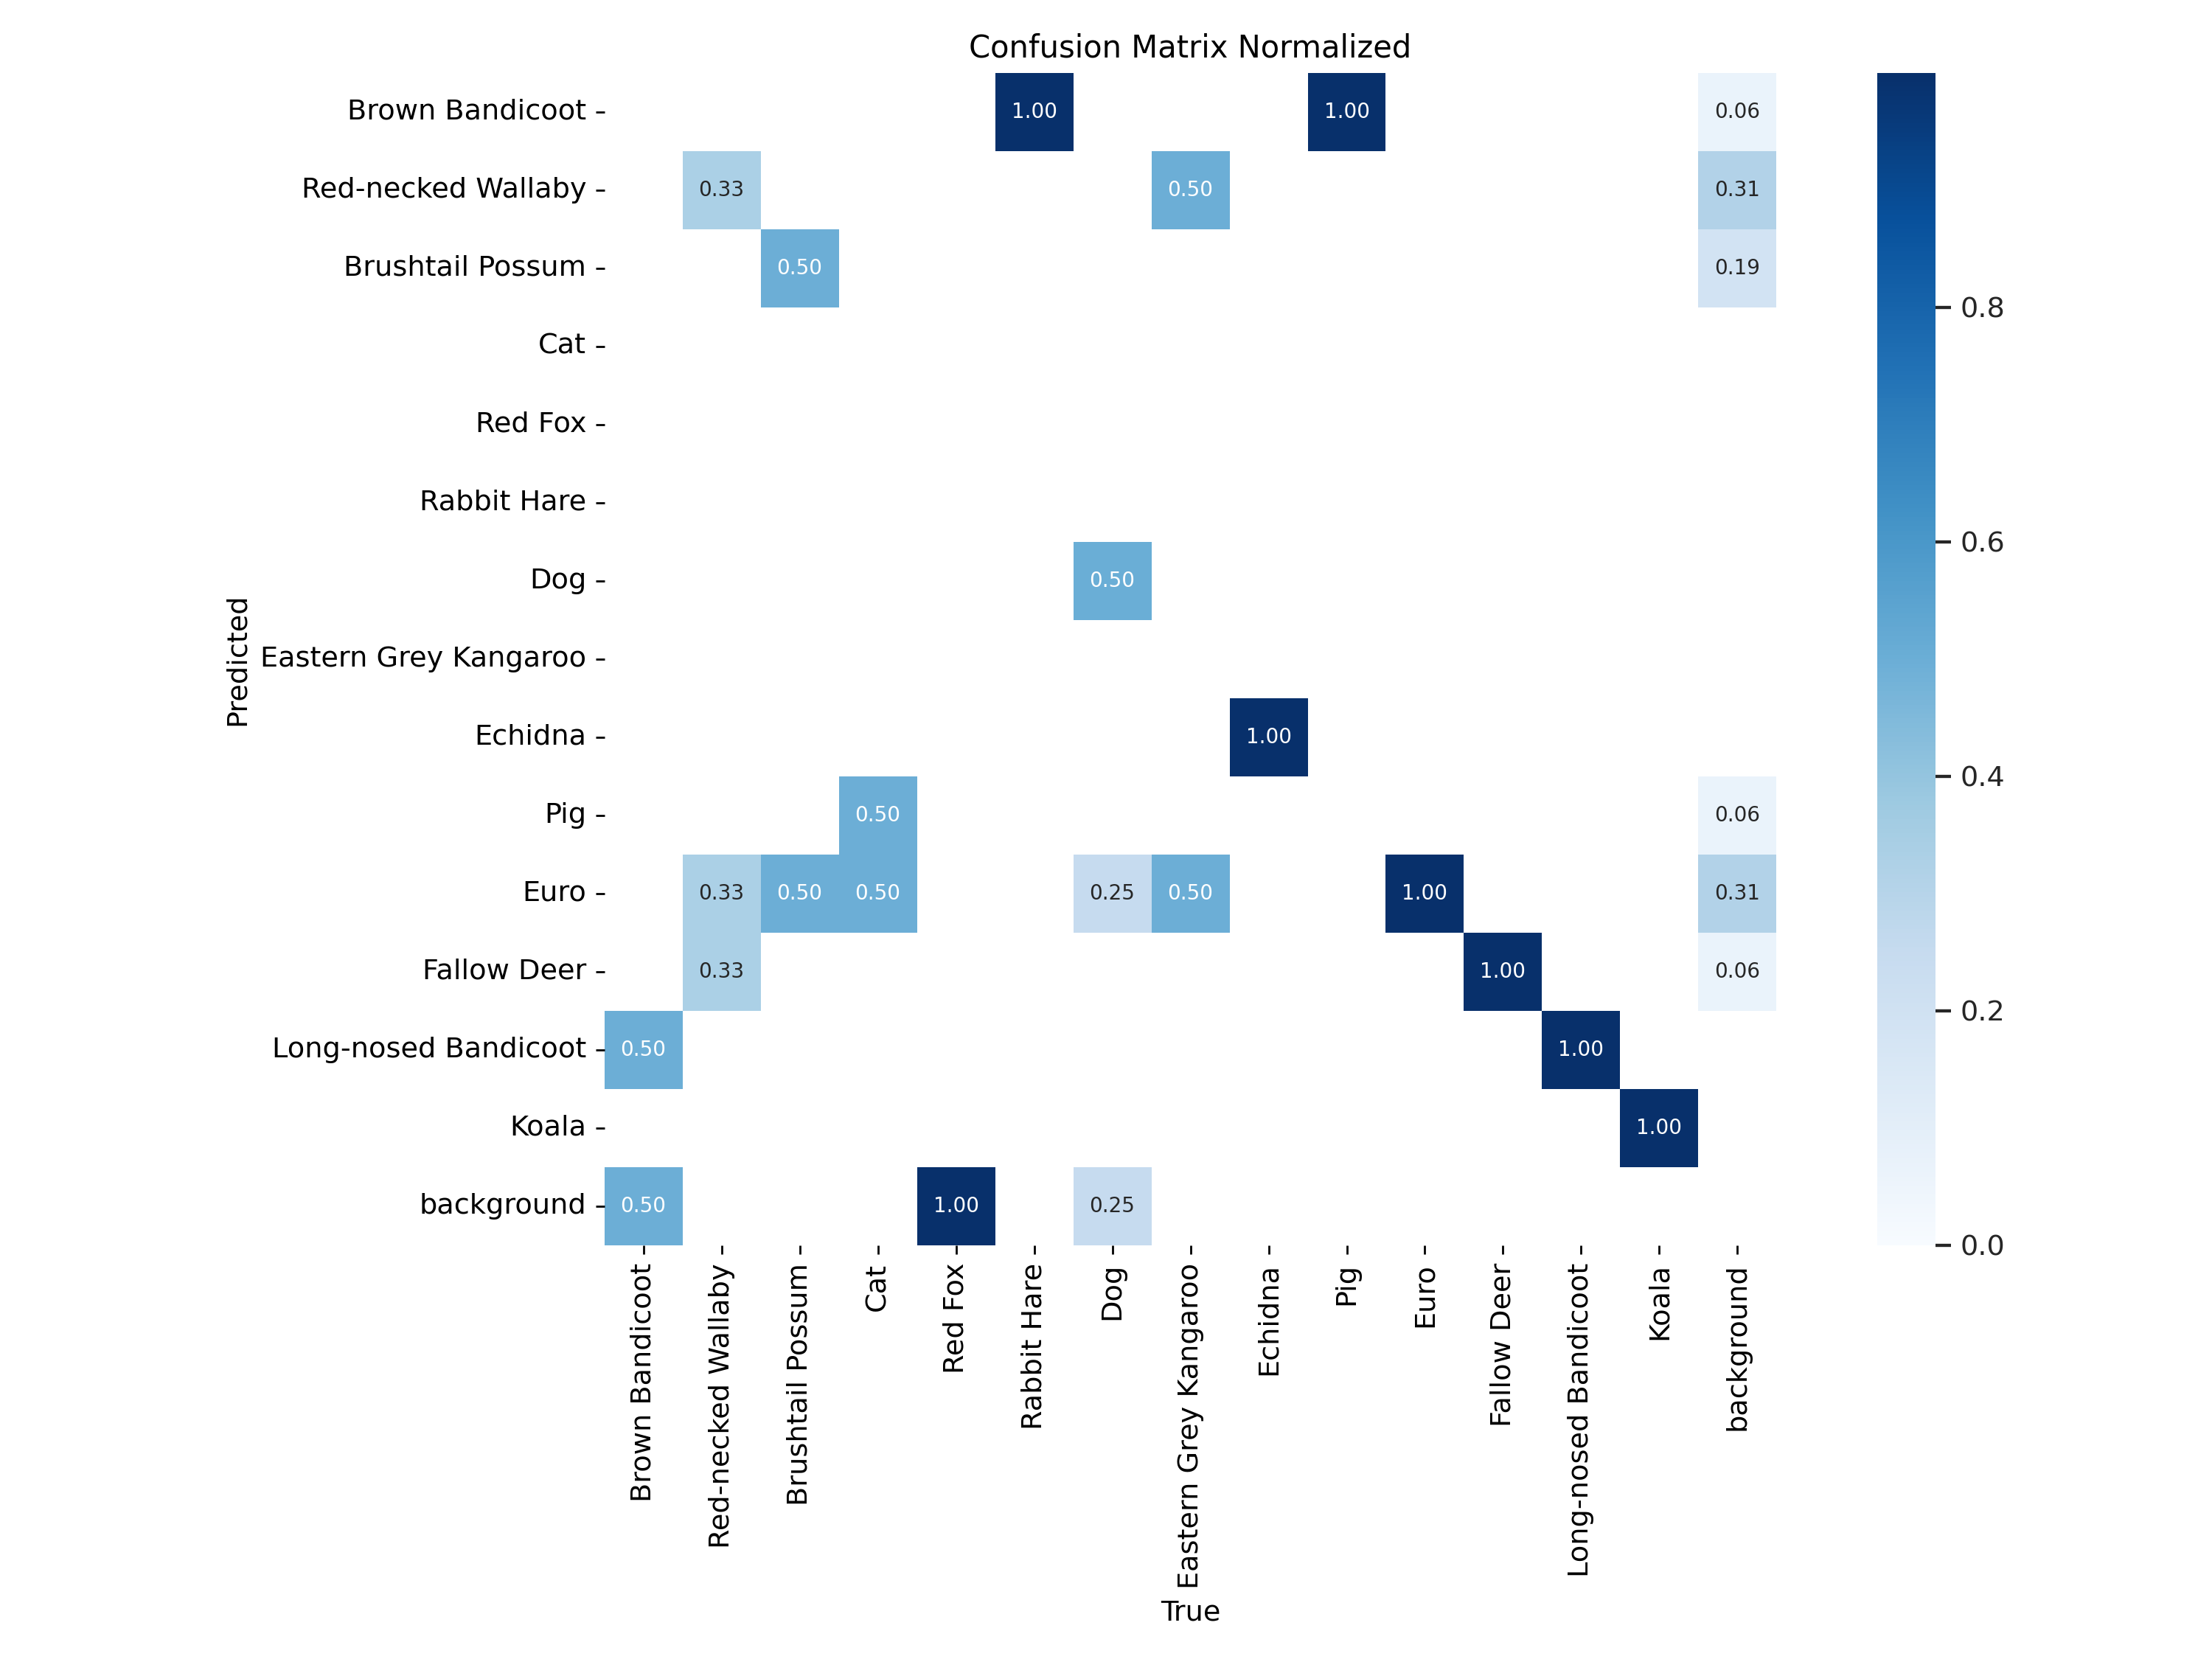 Confusion Matrix Normalized
Brown Bandicoot 1.00 1.00 0.06
Red-necked Wallaby 0.33 0.50 0.31
Brushtail Possum 0.50 0.19
0.8
Cat
Red Fox
Rabbit Hare
0.6
Dog 0.50
Predicted
Eastern Grey Kangaroo
Echidna 1.00
0.4
Pig 0.50 0.06
Euro 0.33 0.50 0.50 0.25 0.50 1.00 0.31
Fallow Deer 0.33 1.00 0.06
0.2
Long-nosed Bandicoot 0.50 1.00
Koala 1.00
background 0.50 1.00 0.25
0.0
Brown Bandicoot
Red-necked Wallaby
Brushtail Possum
Cat
Red Fox
Rabbit Hare
Dog
Eastern Grey Kangaroo
Echidna
Pig
Euro
Fallow Deer
Long-nosed Bandicoot
Koala
background
True